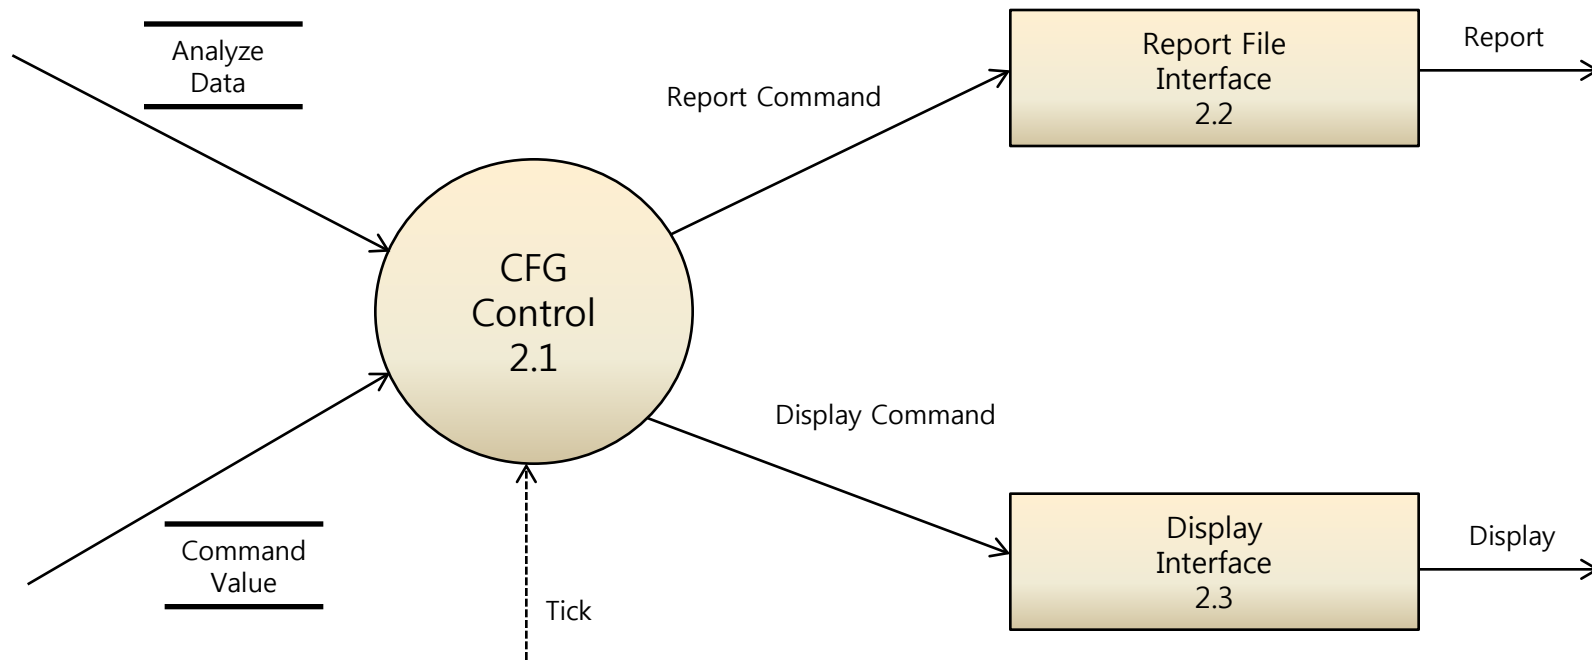 Analyze
Data
Report Command
Report File
Interface
2.2
Report
CFG
Control
2.1
Display Command
Command
Value
Tick
Display
Interface
2.3
Display